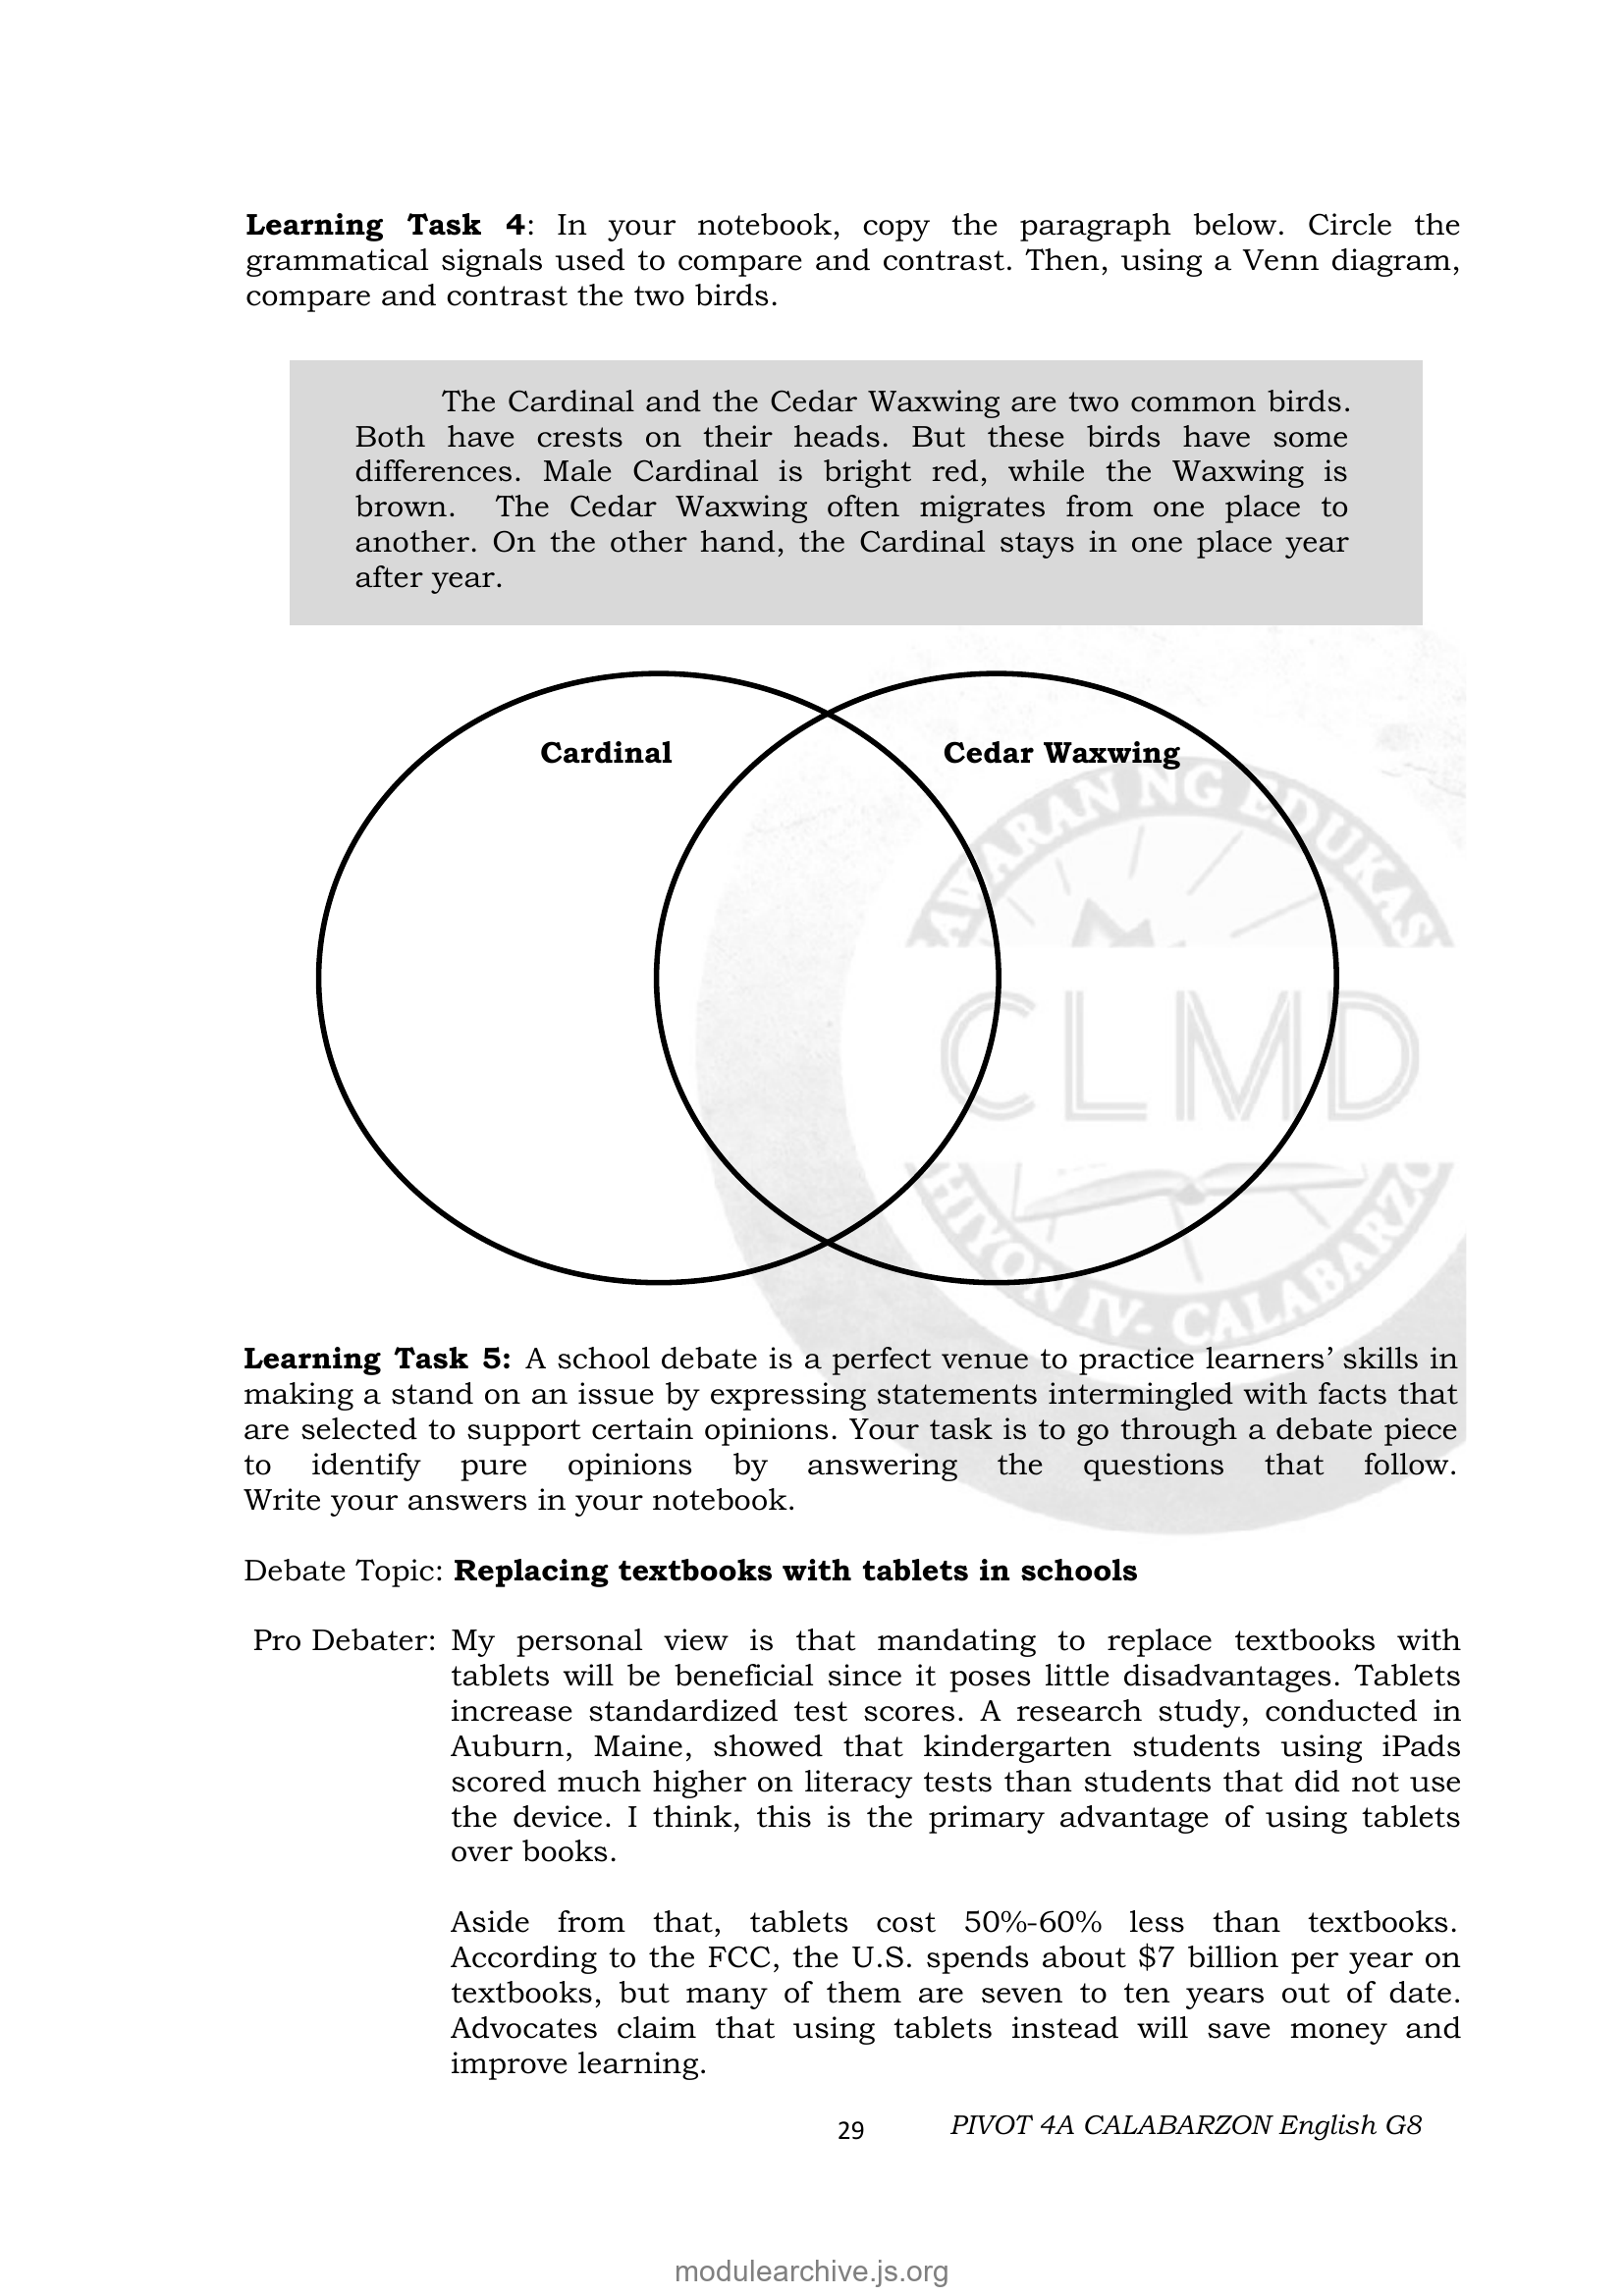 Learning Task 4: In your notebook, copy the paragraph below. Circle the
grammatical signals used to compare and contrast. Then, using a Venn diagram,
compare and contrast the two birds.
The Cardinal and the Cedar Waxwing are two common birds.
Both have crests on their heads. But these birds have some
differences. Male Cardinal is bright red, while the Waxwing is
brown. The Cedar Waxwing often migrates from one place to
another. On the other hand, the Cardinal stays in one place year
after year.
Cardinal
Cedar Waxwing
AWARAN NG EDUKAS
CLMD
HIYON IV- CALABARZO
Learning Task 5: A school debate is a perfect venue to practice learners’ skills in
making a stand on an issue by expressing statements intermingled with facts that
are selected to support certain opinions. Your task is to go through a debate piece
to identify pure opinions by answering the questions that follow.
Write your answers in your notebook.
Debate Topic: Replacing textbooks with tablets in schools
Pro Debater: My personal view is that mandating to replace textbooks with
tablets will be beneficial since it poses little disadvantages. Tablets
increase standardized test scores. A research study, conducted in
Auburn, Maine, showed that kindergarten students using iPads
scored much higher on literacy tests than students that did not use
the device. I think, this is the primary advantage of using tablets
over books.
Aside from that, tablets cost 50%-60% less than textbooks.
According to the FCC, the U.S. spends about $7 billion per year on
textbooks, but many of them are seven to ten years out of date.
Advocates claim that using tablets instead will save money and
improve learning.
29
PIVOT 4A CALABARZON English G8
modulearchive.js.org